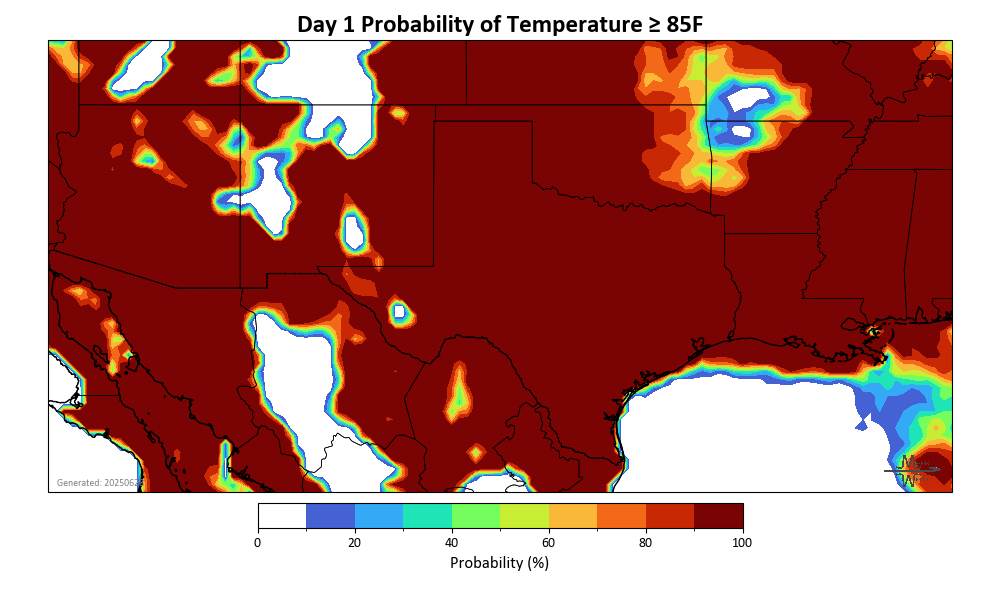 Day 1 Probability of Temperature ≥ 85F
Generated: 2025062
0 20 40 60 80 100
Probability (%)